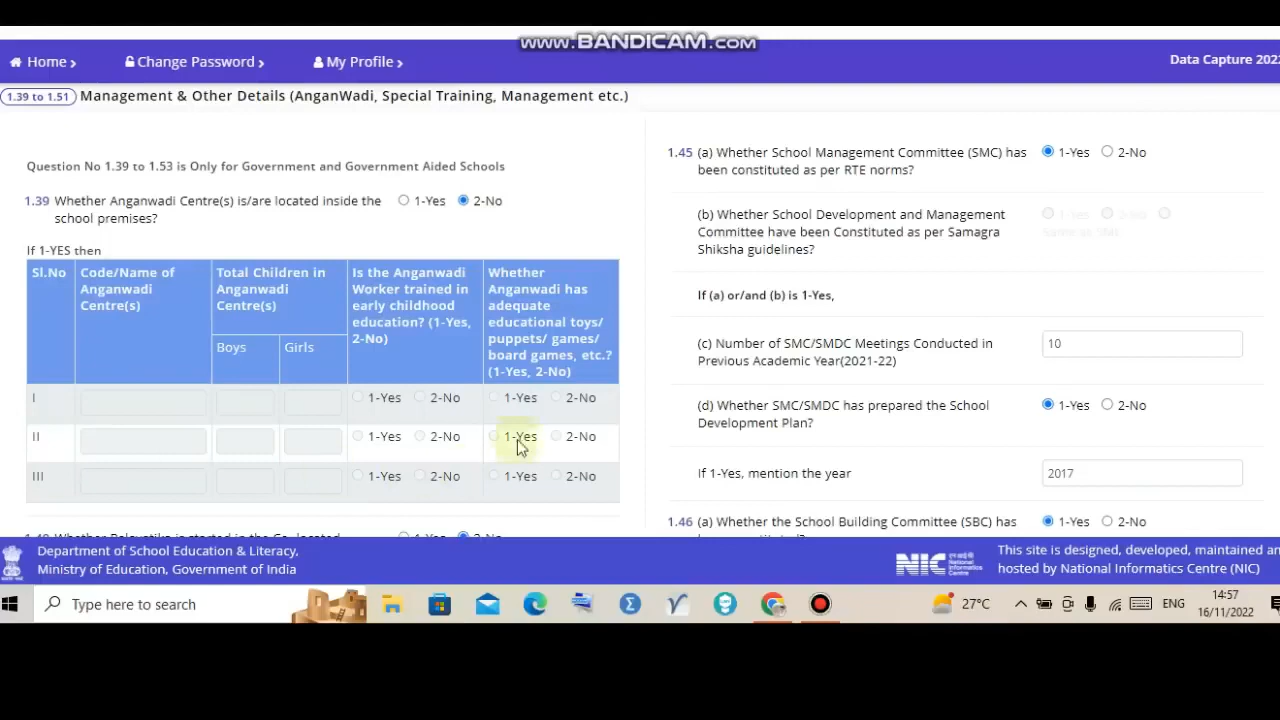 www.BANDICAM.com
Home
Change Password
My Profile
Data Capture 2022
1.39 to 1.51 Management & Other Details (AnganWadi, Special Training, Management etc.)
Question No 1.39 to 1.53 is Only for Government and Government Aided Schools
1.39 Whether Anganwadi Centre(s) is/are located inside the
school premises?
1-Yes 2-No
If 1-YES then
Sl.No
Code/Name of
Anganwadi
Centre(s)
Total Children in
Anganwadi
Centre(s)
Boys
Girls
Is the Anganwadi
Worker trained in
early childhood
education? (1-Yes,
2-No)
Whether
Anganwadi has
adequate
educational toys/
puppets/ games/
board games, etc.?
(1-Yes, 2-No)
I 1-Yes 2-No 1-Yes 2-No
II 1-Yes 2-No 1-Yes 2-No
III 1-Yes 2-No 1-Yes 2-No
1.45 (a) Whether School Management Committee (SMC) has
been constituted as per RTE norms?
1-Yes 2-No
(b) Whether School Development and Management
Committee have been Constituted as per Samagra
Shiksha guidelines?
1-Yes 2-No
If (a) or/and (b) is 1-Yes,
(c) Number of SMC/SMDC Meetings Conducted in
Previous Academic Year(2021-22)
10
(d) Whether SMC/SMDC has prepared the School
Development Plan?
1-Yes 2-No
If 1-Yes, mention the year
2017
1.46 (a) Whether the School Building Committee (SBC) has
1-Yes 2-No
Department of School Education & Literacy,
Ministry of Education, Government of India
NIC National
Informatics
Centre
This site is designed, developed, maintained an
hosted by National Informatics Centre (NIC)
Type here to search
27°C
ENG
14:57
16/11/2022